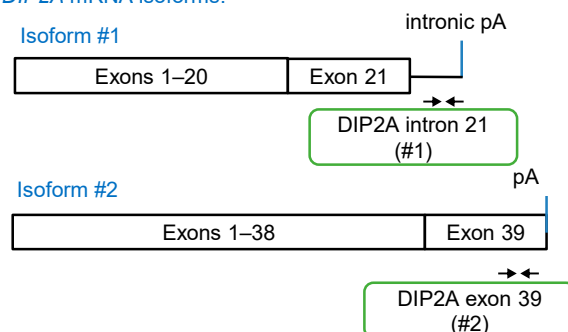 DIP2A mRNA isoforms:
Isoform #1
intronic pA
Exons 1–20
Exon 21
DIP2A intron 21
(#1)
Isoform #2
pA
Exons 1–38
Exon 39
DIP2A exon 39
(#2)